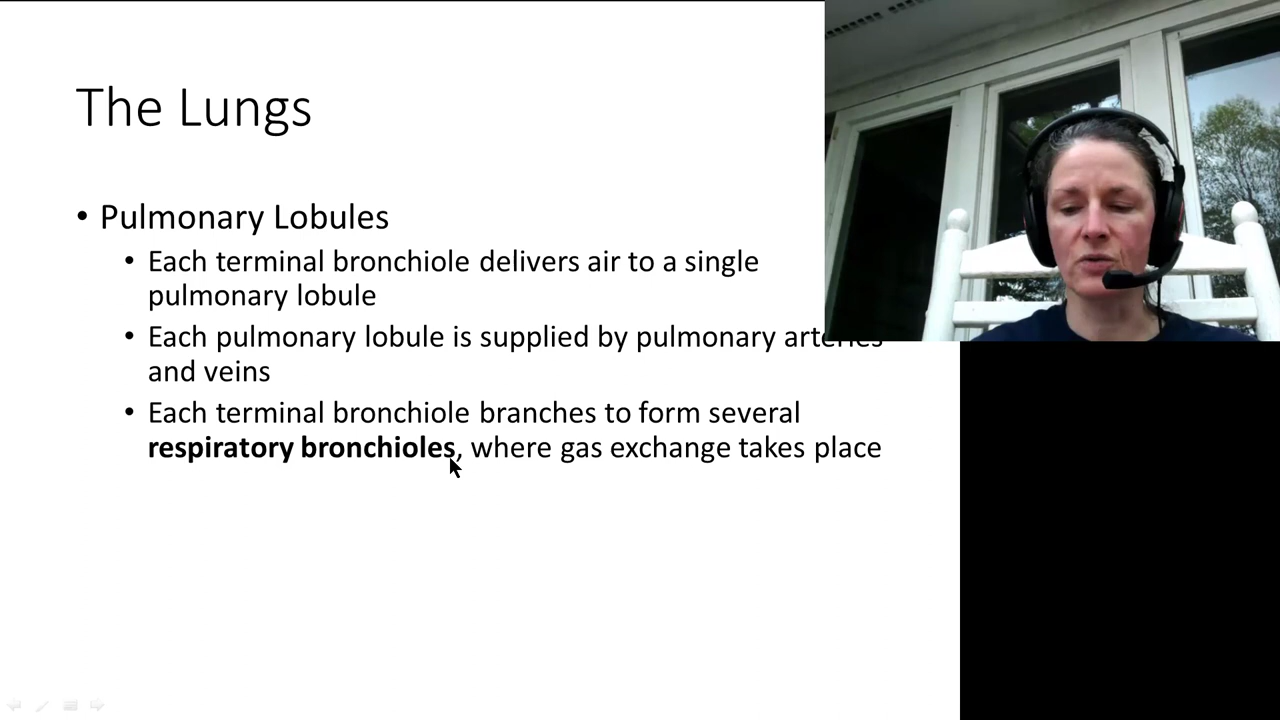 The Lungs
• Pulmonary Lobules
• Each terminal bronchiole delivers air to a single
pulmonary lobule
• Each pulmonary lobule is supplied by pulmonary arteries
and veins
• Each terminal bronchiole branches to form several
respiratory bronchioles, where gas exchange takes place